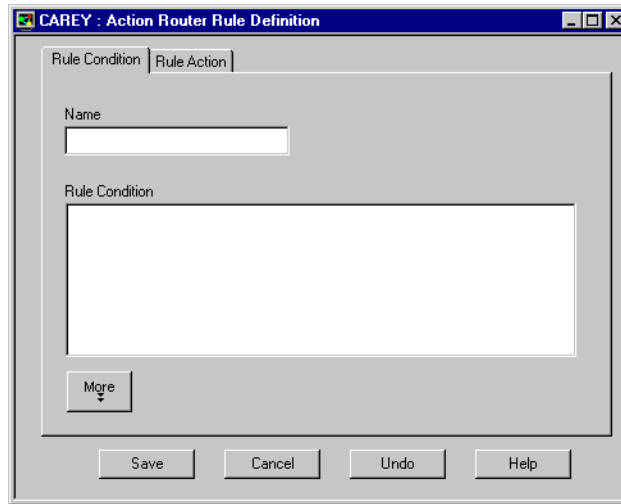 CAREY : Action Router Rule Definition
Rule Condition Rule Action
Name
Rule Condition
More
Save Cancel Undo Help